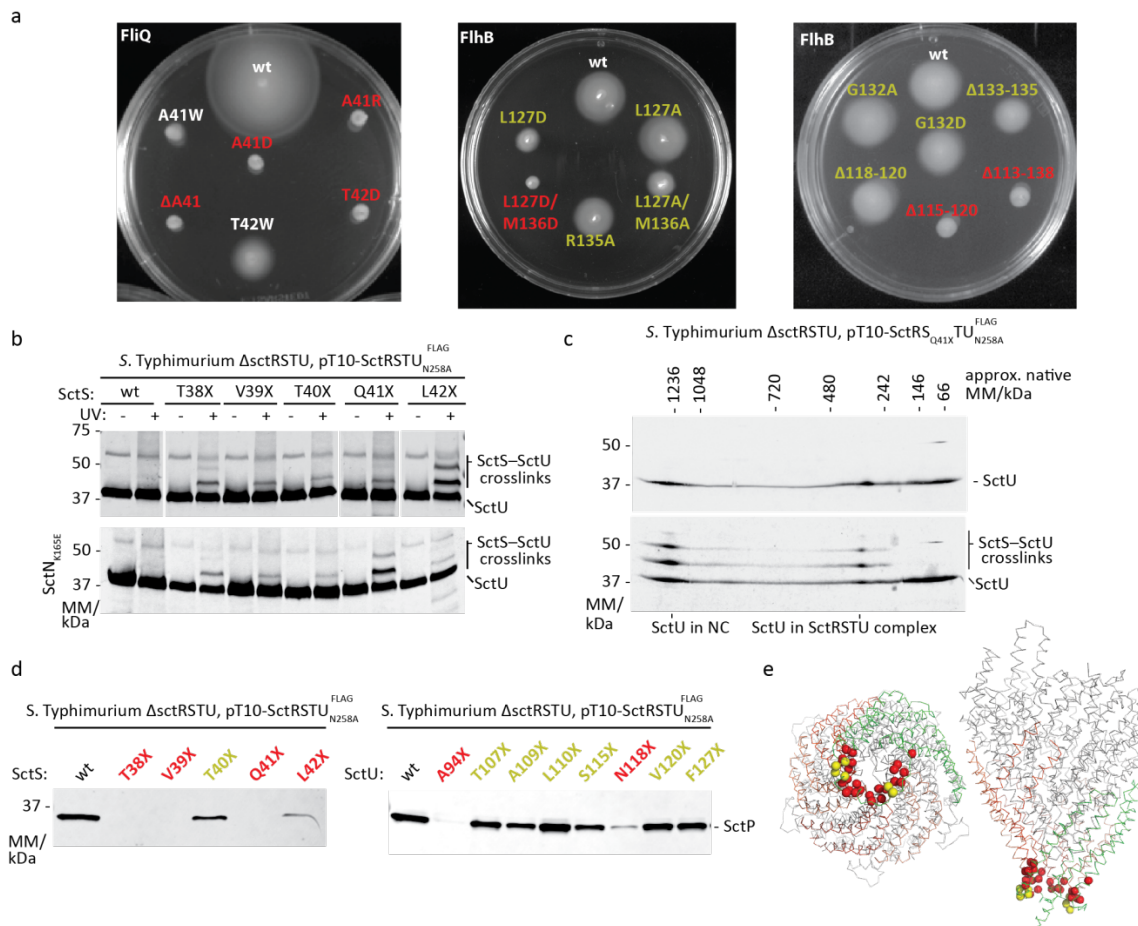 a
FliQ
wt
A41W
A41R
A41D
ΔA41
T42D
T42W
FlhB
wt
L127D
L127A
L127D/
M136D
L127A/
M136A
R135A
FlhB
wt
G132A
Δ133-135
G132D
Δ118-120
Δ113-138
Δ115-120
b
S. Typhimurium ΔsctRSTU, pT10-SctRSTU FLAG N258A
SctS: wt T38X V39X T40X Q41X L42X
UV: - + - + - + - + - + - +
75 -
50 -
37 -
SctS–SctU
crosslinks
SctU
SctN K165E
50 -
37 -
MM/
kDa
SctS–SctU
crosslinks
SctU
c
S. Typhimurium ΔsctRSTU, pT10-SctRS Q41X TU FLAG N258A
- 1236
- 1048
- 720
- 480
- 242
- 146
- 66
approx. native
MM/kDa
50 -
37 -
- SctU
50 -
37 -
MM/
kDa
SctS–SctU
crosslinks
SctU
SctU in NC
SctU in SctRSTU complex
d
S. Typhimurium ΔsctRSTU, pT10-SctRSTU FLAG N258A
SctS: wt T38X V39X T40X Q41X L42X
37 -
MM/
kDa
S. Typhimurium ΔsctRSTU, pT10-SctRSTU FLAG N258A
SctU: wt A94X T107X A109X L110X S115X N118X V120X F127X
- SctP
e